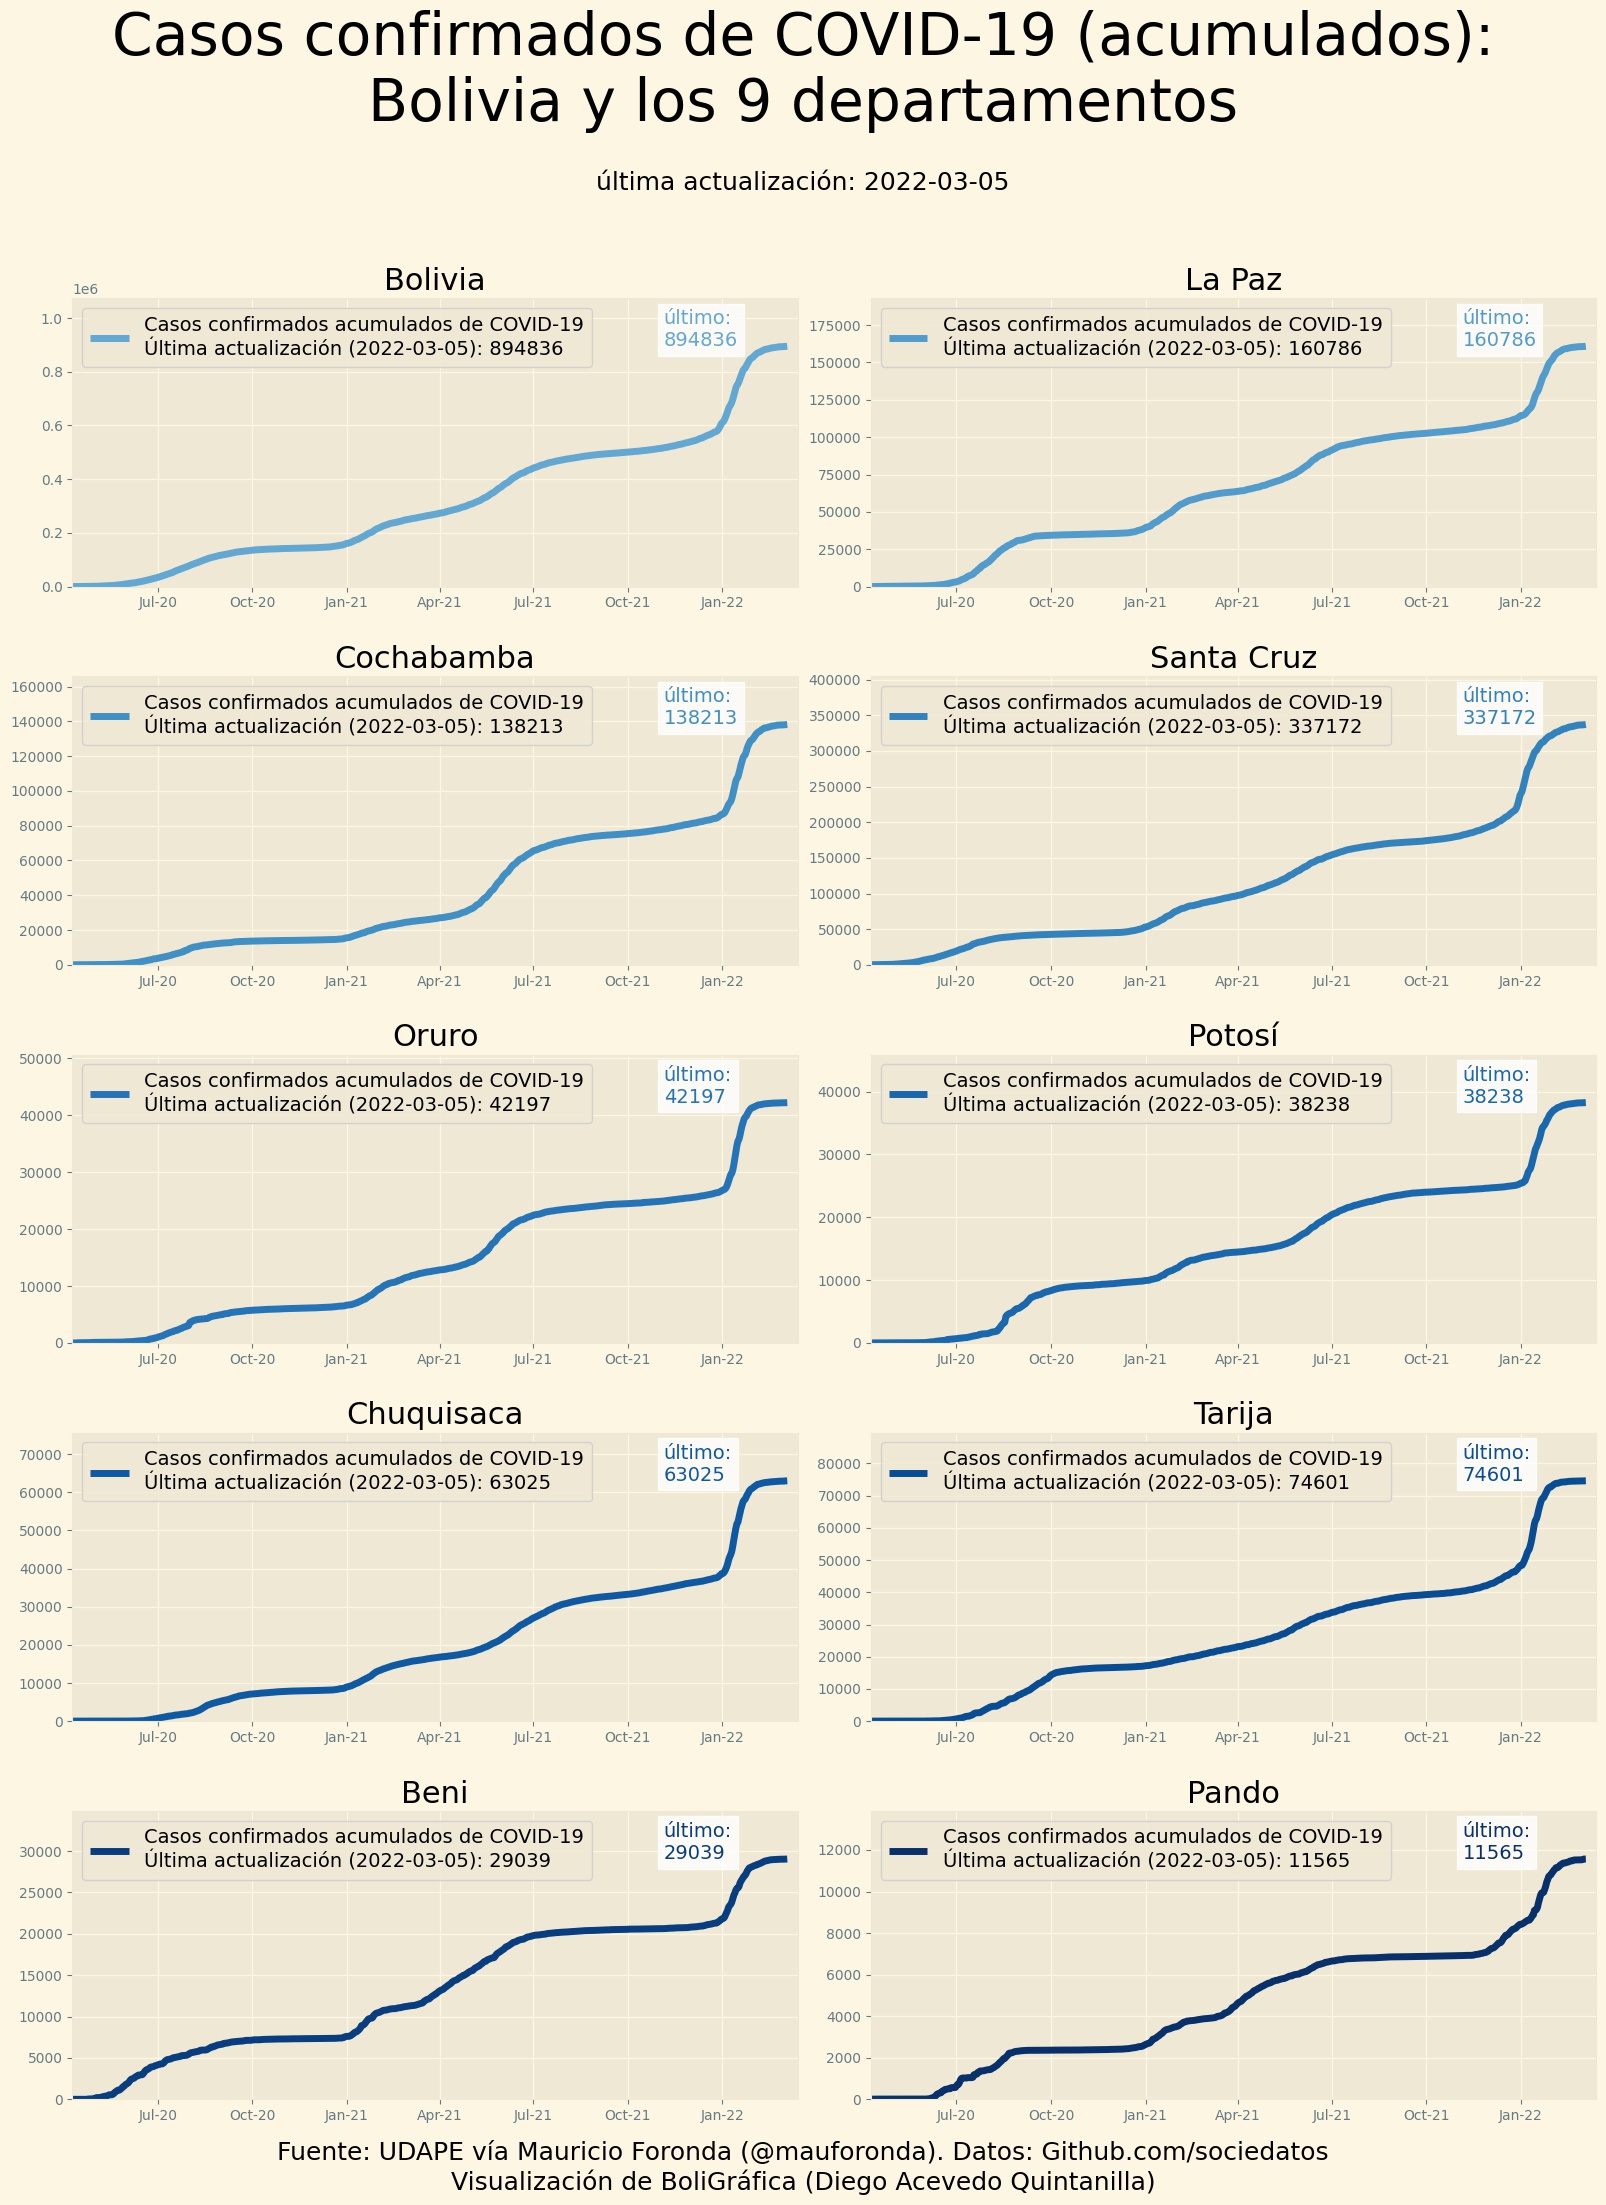 Casos confirmados de COVID-19 (acumulados):
Bolivia y los 9 departamentos
última actualización: 2022-03-05
Bolivia
1e6
1.0
0.8
0.6
0.4
0.2
0.0
Casos confirmados acumulados de COVID-19
Última actualización (2022-03-05): 894836
último:
894836
Jul-20 Oct-20 Jan-21 Apr-21 Jul-21 Oct-21 Jan-22
La Paz
175000
150000
125000
100000
75000
50000
25000
0
Casos confirmados acumulados de COVID-19
Última actualización (2022-03-05): 160786
último:
160786
Jul-20 Oct-20 Jan-21 Apr-21 Jul-21 Oct-21 Jan-22
Cochabamba
160000
140000
120000
100000
80000
60000
40000
20000
0
Casos confirmados acumulados de COVID-19
Última actualización (2022-03-05): 138213
último:
138213
Jul-20 Oct-20 Jan-21 Apr-21 Jul-21 Oct-21 Jan-22
Santa Cruz
400000
350000
300000
250000
200000
150000
100000
50000
0
Casos confirmados acumulados de COVID-19
Última actualización (2022-03-05): 337172
último:
337172
Jul-20 Oct-20 Jan-21 Apr-21 Jul-21 Oct-21 Jan-22
Oruro
50000
40000
30000
20000
10000
0
Casos confirmados acumulados de COVID-19
Última actualización (2022-03-05): 42197
último:
42197
Jul-20 Oct-20 Jan-21 Apr-21 Jul-21 Oct-21 Jan-22
Potosí
40000
30000
20000
10000
0
Casos confirmados acumulados de COVID-19
Última actualización (2022-03-05): 38238
último:
38238
Jul-20 Oct-20 Jan-21 Apr-21 Jul-21 Oct-21 Jan-22
Chuquisaca
70000
60000
50000
40000
30000
20000
10000
0
Casos confirmados acumulados de COVID-19
Última actualización (2022-03-05): 63025
último:
63025
Jul-20 Oct-20 Jan-21 Apr-21 Jul-21 Oct-21 Jan-22
Tarija
80000
70000
60000
50000
40000
30000
20000
10000
0
Casos confirmados acumulados de COVID-19
Última actualización (2022-03-05): 74601
último:
74601
Jul-20 Oct-20 Jan-21 Apr-21 Jul-21 Oct-21 Jan-22
Beni
30000
25000
20000
15000
10000
5000
0
Casos confirmados acumulados de COVID-19
Última actualización (2022-03-05): 29039
último:
29039
Jul-20 Oct-20 Jan-21 Apr-21 Jul-21 Oct-21 Jan-22
Pando
12000
10000
8000
6000
4000
2000
0
Casos confirmados acumulados de COVID-19
Última actualización (2022-03-05): 11565
último:
11565
Jul-20 Oct-20 Jan-21 Apr-21 Jul-21 Oct-21 Jan-22
Fuente: UDAPE vía Mauricio Foronda (@mauforonda). Datos: Github.com/sociedatos
Visualización de BoliGráfica (Diego Acevedo Quintanilla)